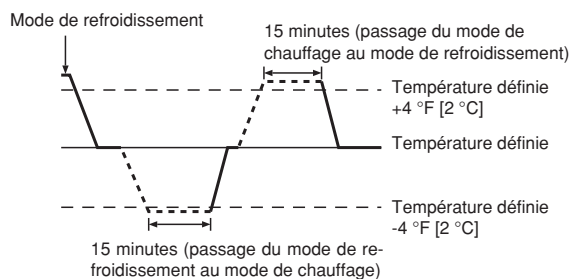 Mode de refroidissement
15 minutes (passage du mode de
chauffage au mode de refroidissement)
Température définie
+4 °F [2 °C]
Température définie
Température définie
-4 °F [2 °C]
15 minutes (passage du mode de re-
froidissement au mode de chauffage)